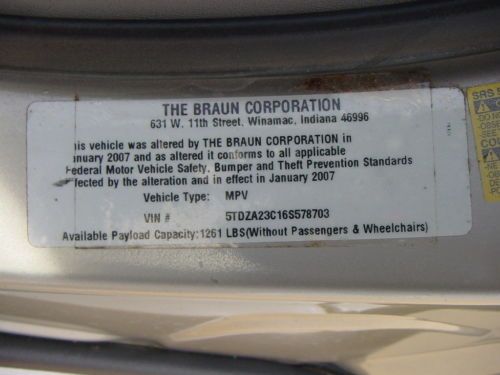 THE BRAUN CORPORATION
631 W. 11th Street, Winamac, Indiana 46996
his vehicle was altered by THE BRAUN CORPORATION in
nuary 2007 and as altered it conforms to all applicable
Federal Motor Vehicle Safety, Bumper and Theft Prevention Standards
ffected by the alteration and in effect in January 2007
Vehicle Type: MPV
VIN # 5TDZA23C16S578703
Available Payload Capacity:1261 LBS(Without Passengers & Wheelchairs)
SRS